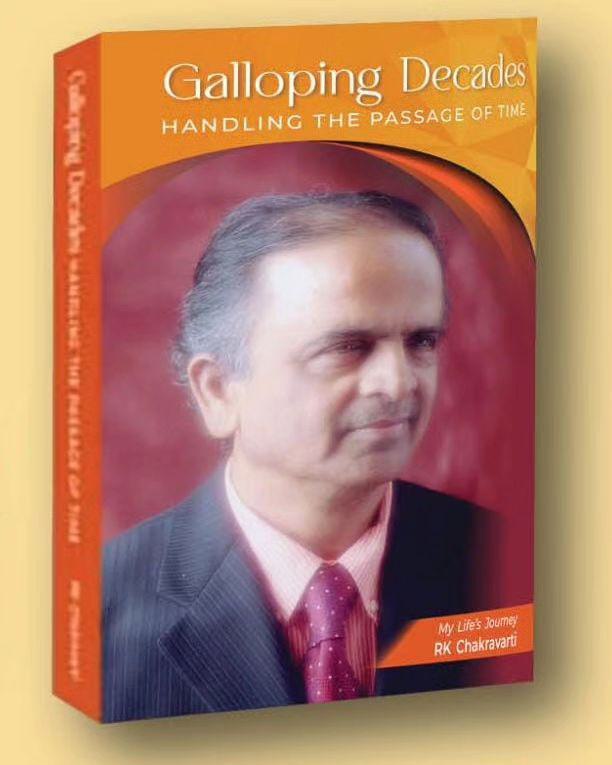 Galloping Decades
HANDLING THE PASSAGE OF TIME
My Life's Journey
RK Chakravarti
Galloping Decades HANDLING THE PASSAGE OF TIME RK Chakravarti